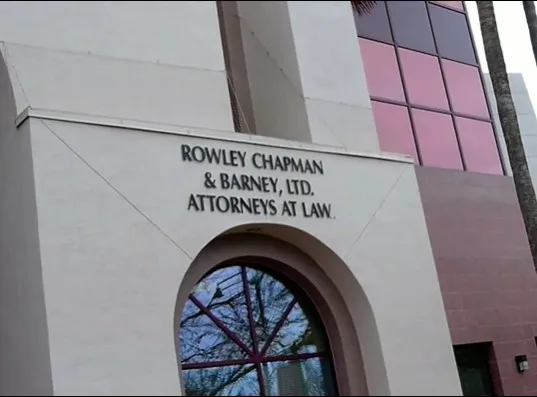 ROWLEY CHAPMAN
& BARNEY, LTD.
ATTORNEYS AT LAW